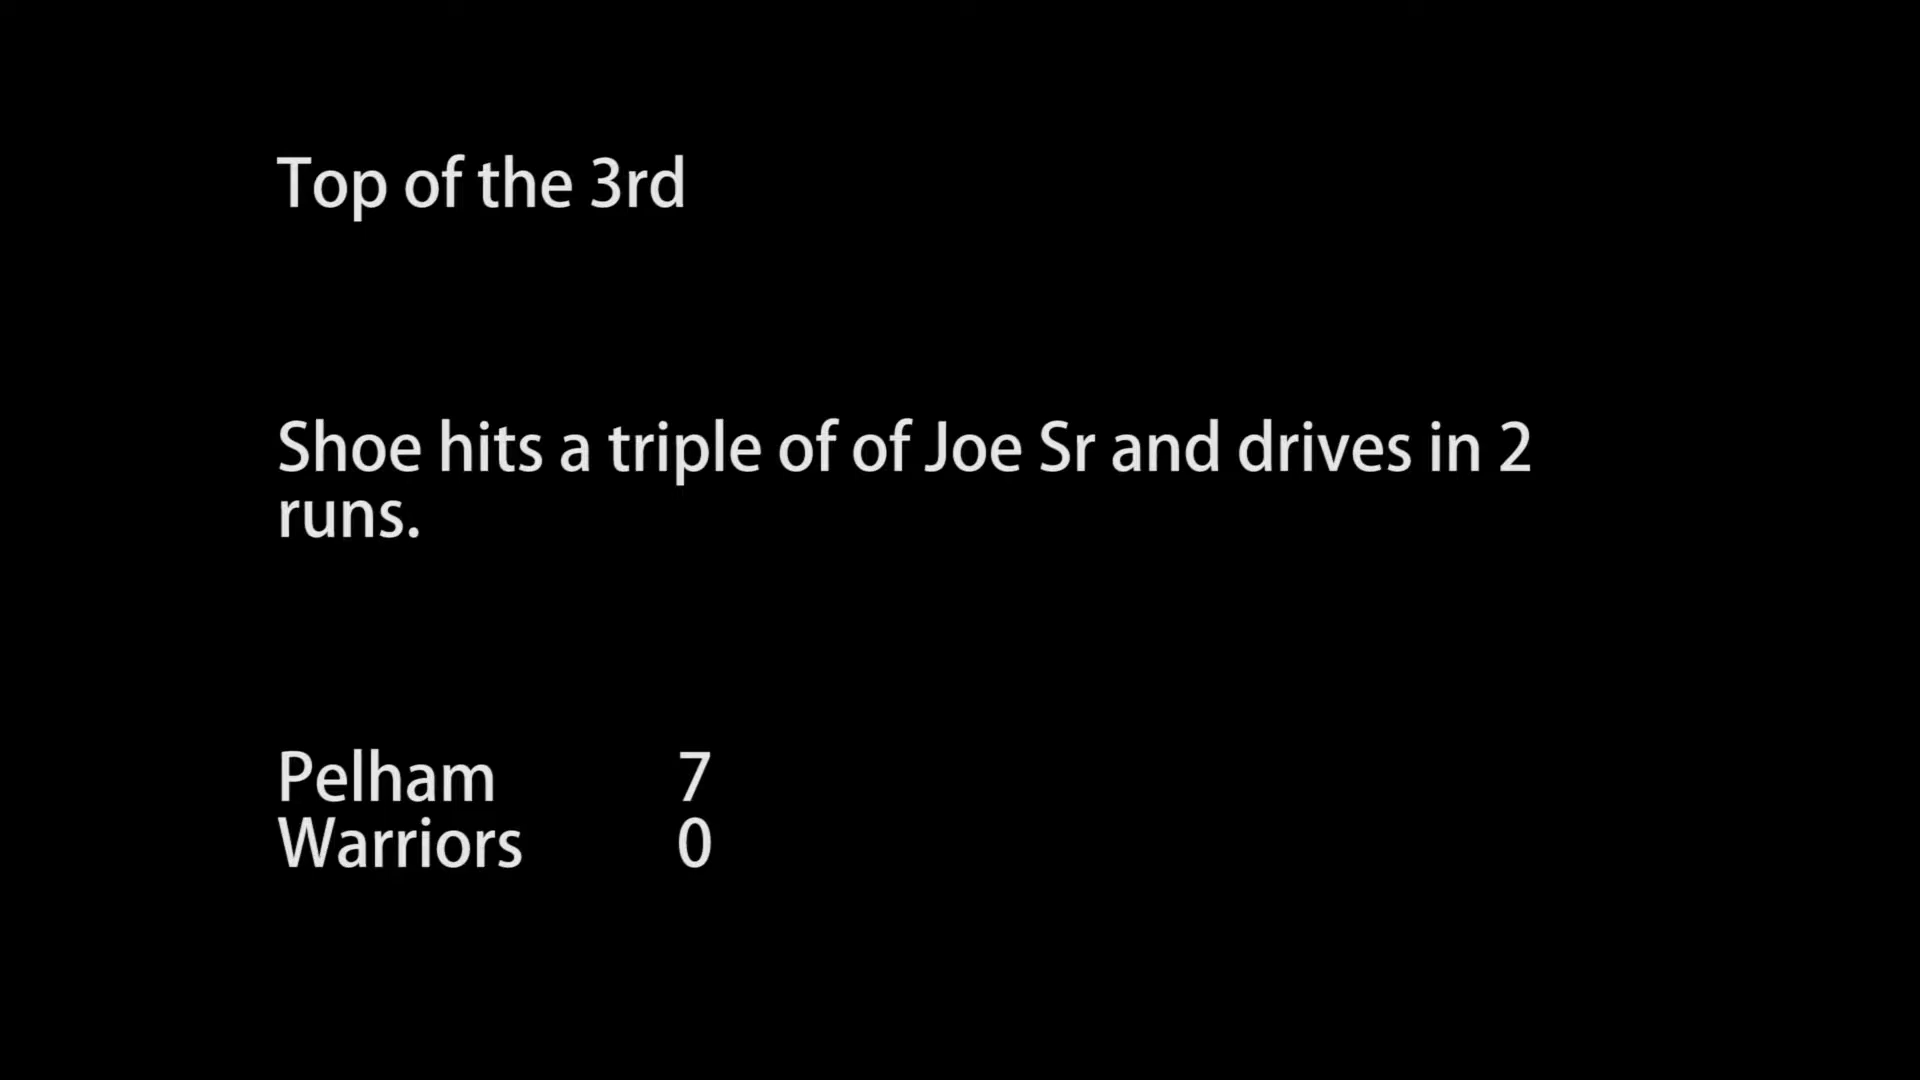 Top of the 3rd
Shoe hits a triple of of Joe Sr and drives in 2
runs.
Pelham 7
Warriors 0